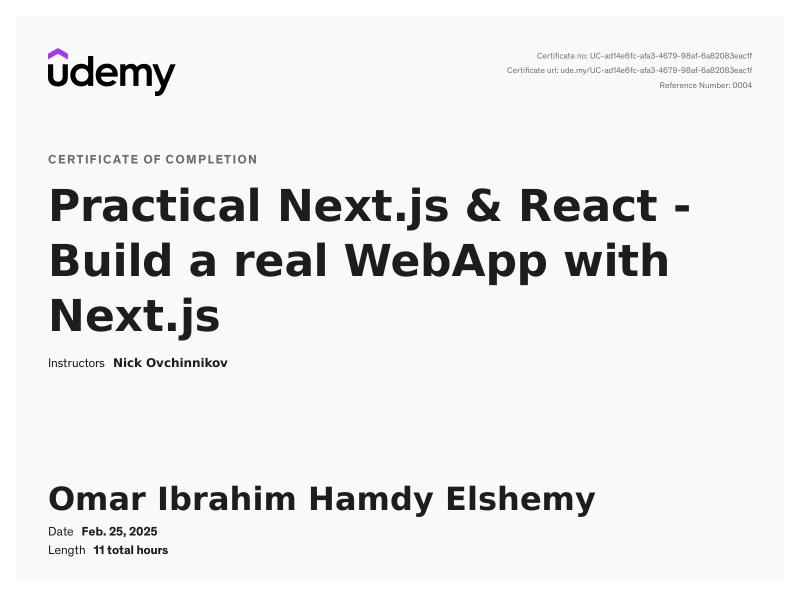 udemy
Certificate no: UC-ad14e6fc-afa3-4679-98af-6a82083eac1f
Certificate url: ude.my/UC-ad14e6fc-afa3-4679-98af-6a82083eac1f
Reference Number: 0004
CERTIFICATE OF COMPLETION
Practical Next.js & React -
Build a real WebApp with
Next.js
Instructors Nick Ovchinnikov
Omar Ibrahim Hamdy Elshemy
Date Feb. 25, 2025
Length 11 total hours